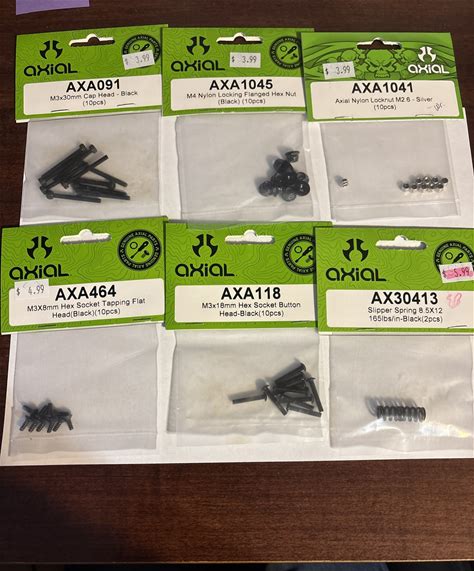 AXIAL
$ 3.99
AXA091
M3x30mm Cap Head - Black
(10pcs)
AXIAL
$ 3.99
AXA1045
M4 Nylon Locking Flanged Hex Nut
(Black) (10pcs)
$ 3.99
AXIAL
AXA1041
Axial Nylon Locknut M2.6 - Silver
(10pcs)
AXIAL
$ 4.99
AXA464
M3X8mm Hex Socket Tapping Flat
Head(Black)(10pcs)
AXIAL
AXA118
M3x18mm Hex Socket Button
Head-Black(10pcs)
AXIAL
$ 5.99
AX30413
Slipper Spring 8.5X12
165lbs/in-Black(2pcs)